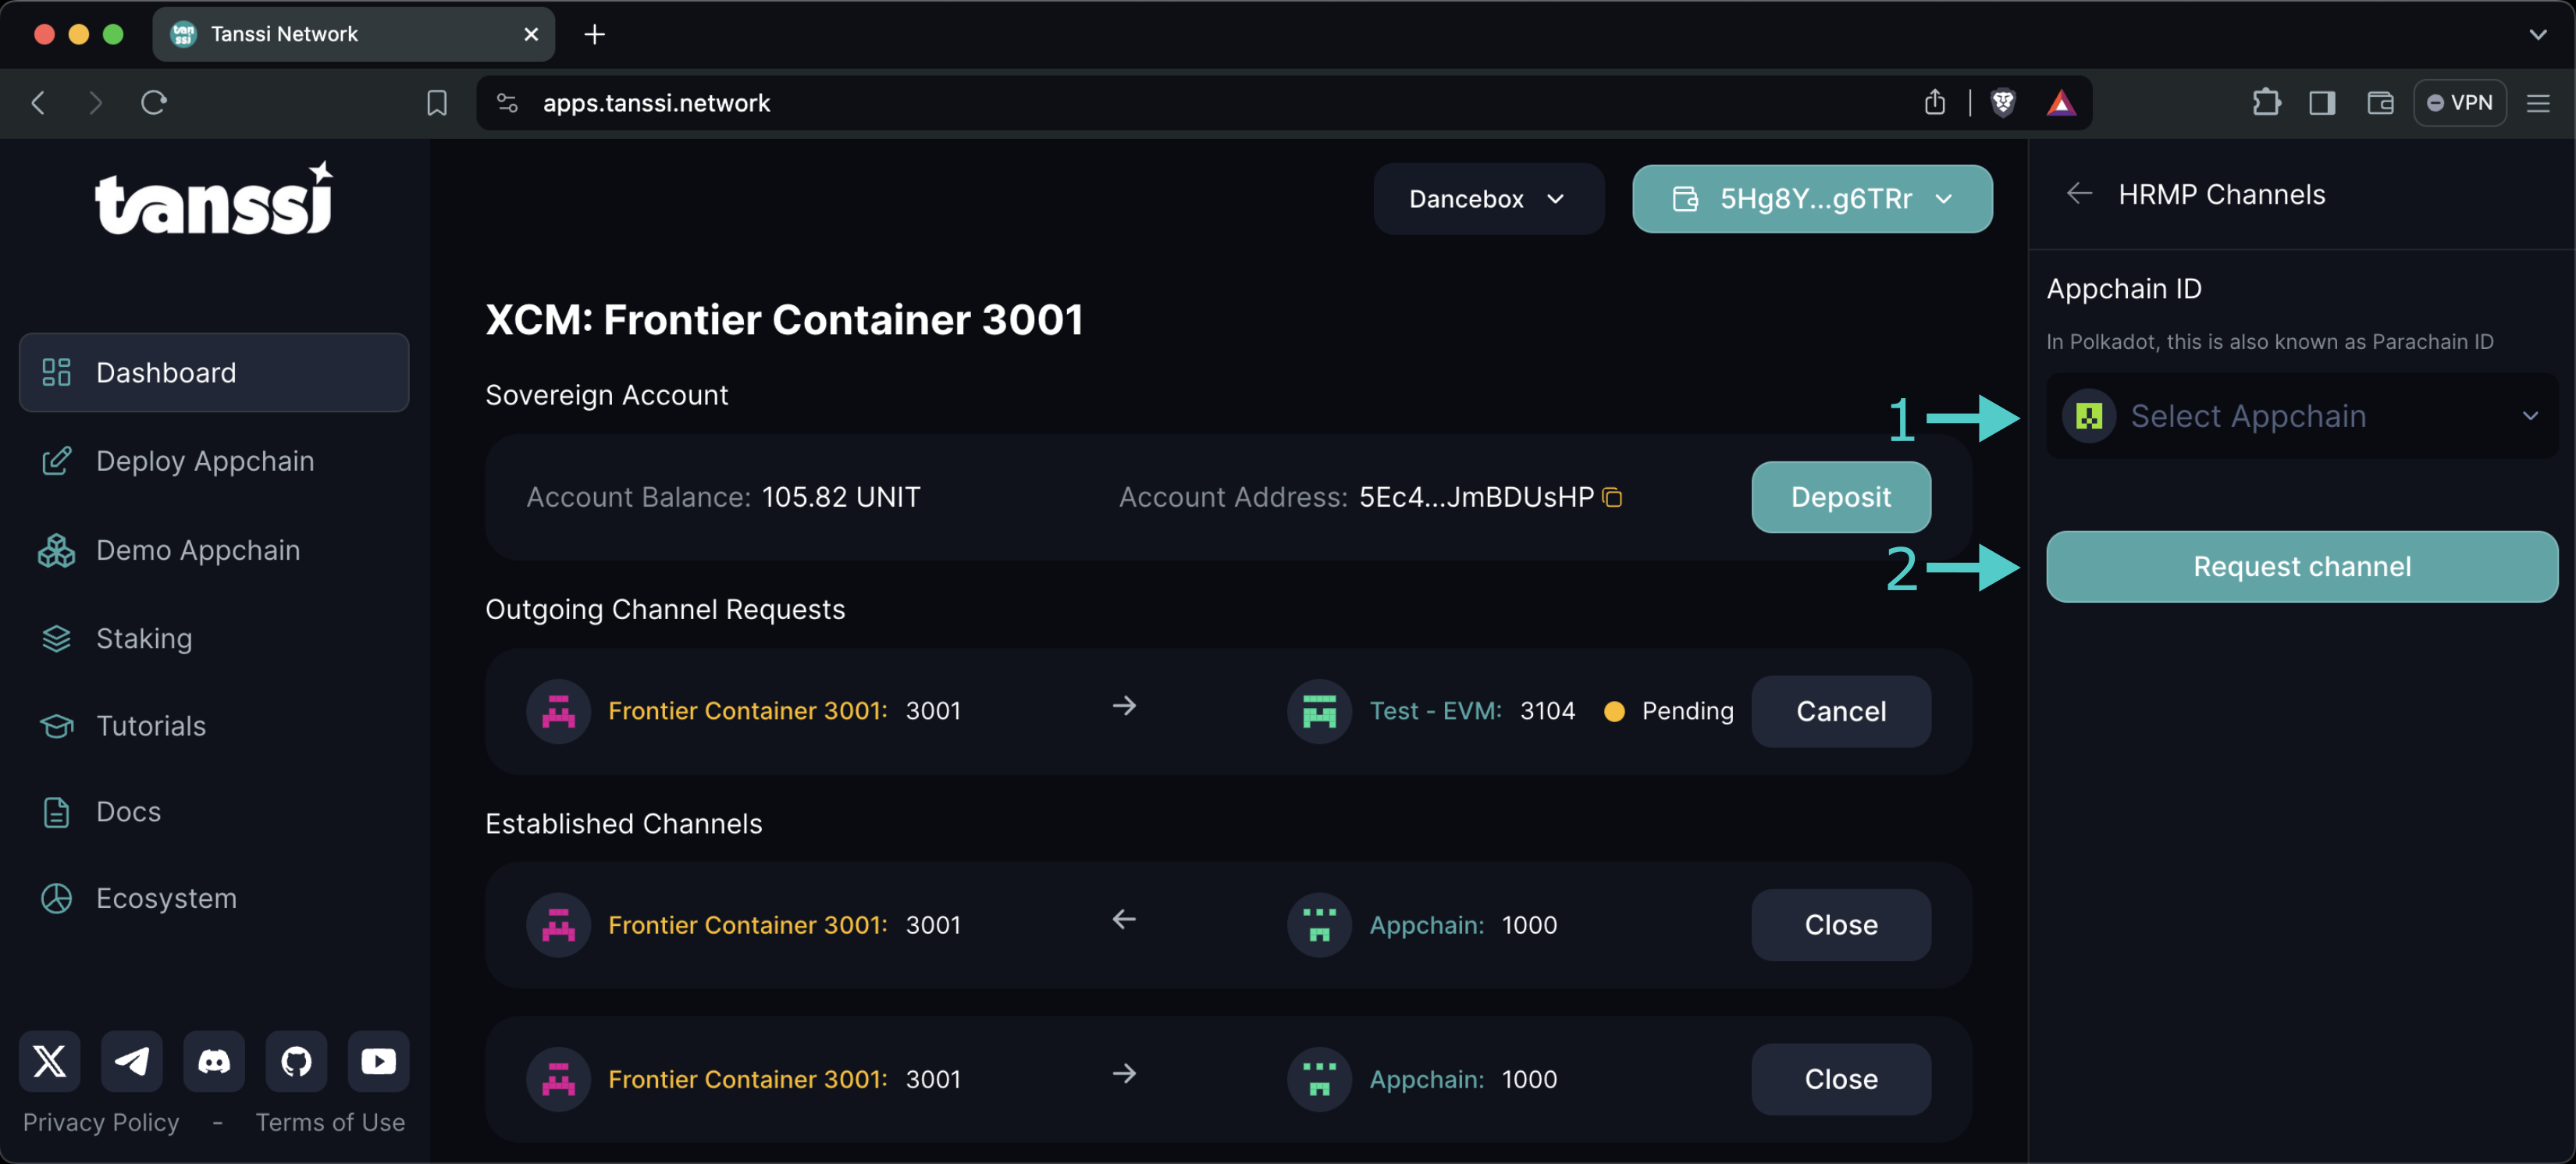 tanssi
Tanssi Network
apps.tanssi.network
VPN
tanssi
Dashboard
Deploy Appchain
Demo Appchain
Staking
Tutorials
Docs
Ecosystem
Privacy Policy - Terms of Use
Dancebox
5Hg8Y...g6TRr
XCM: Frontier Container 3001
Sovereign Account
Account Balance: 105.82 UNIT Account Address: 5Ec4...JmBDUsHP Deposit
Outgoing Channel Requests
Frontier Container 3001: 3001 → Test - EVM: 3104 Pending Cancel
Established Channels
Frontier Container 3001: 3001 ← Appchain: 1000 Close
Frontier Container 3001: 3001 → Appchain: 1000 Close
HRMP Channels
Appchain ID
In Polkadot, this is also known as Parachain ID
1
Select Appchain
2
Request channel